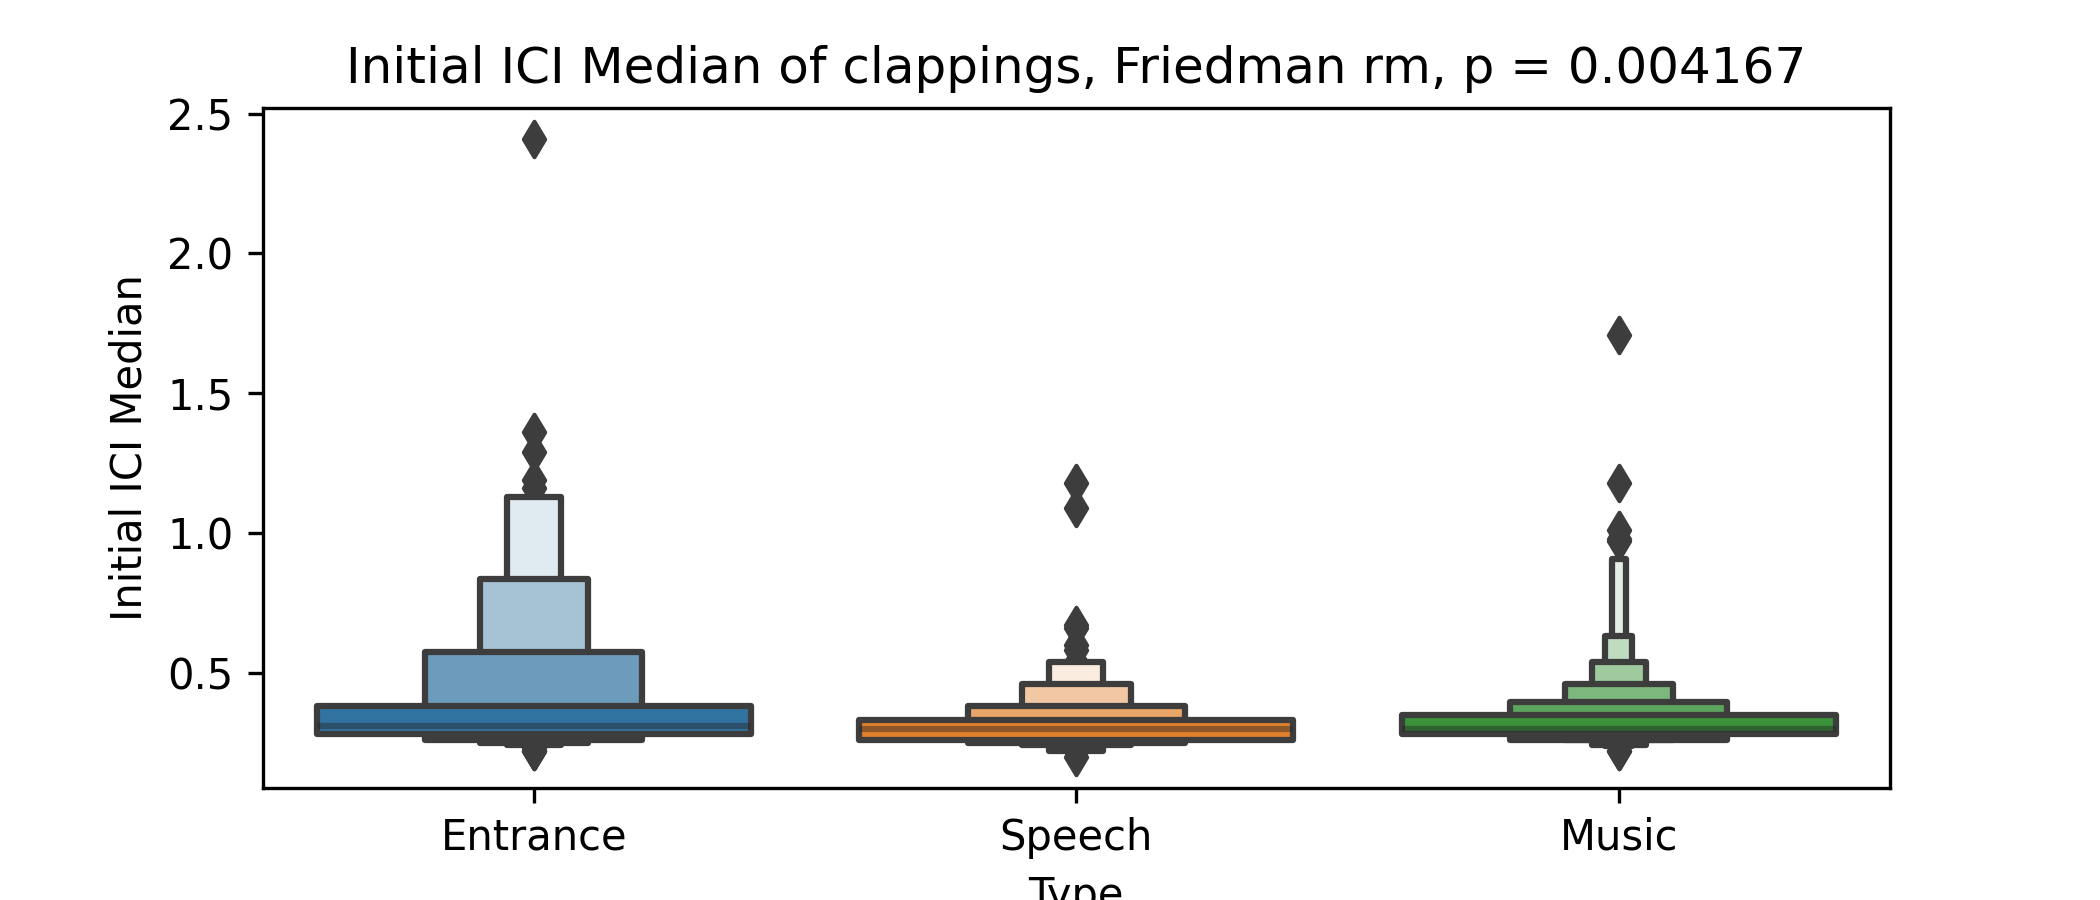 Initial ICI Median of clappings, Friedman rm, p = 0.004167
2.5
2.0
1.5
1.0
0.5
Initial ICI Median
Entrance
Speech
Music
Type